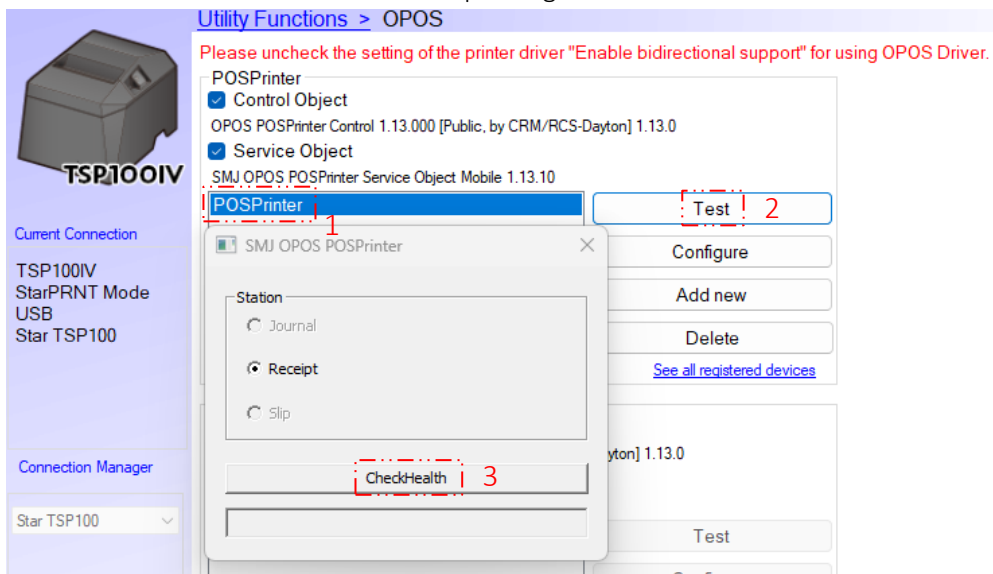 Utility Functions > OPOS
Please uncheck the setting of the printer driver "Enable bidirectional support" for using OPOS Driver.
TSP100IV
Current Connection
TSP100IV
StarPRNT Mode
USB
Star TSP100
Connection Manager
Star TSP100
POSPrinter
Control Object
OPOS POSPrinter Control 1.13.000 [Public, by CRM/RCS-Dayton] 1.13.0
Service Object
SMJ OPOS POSPrinter Service Object Mobile 1.13.10
POSPrinter
1
Test 2
Configure
Add new
Delete
See all registered devices
SMJ OPOS POSPrinter
Station
Journal
Receipt
Slip
CheckHealth 3
yton] 1.13.0
Test